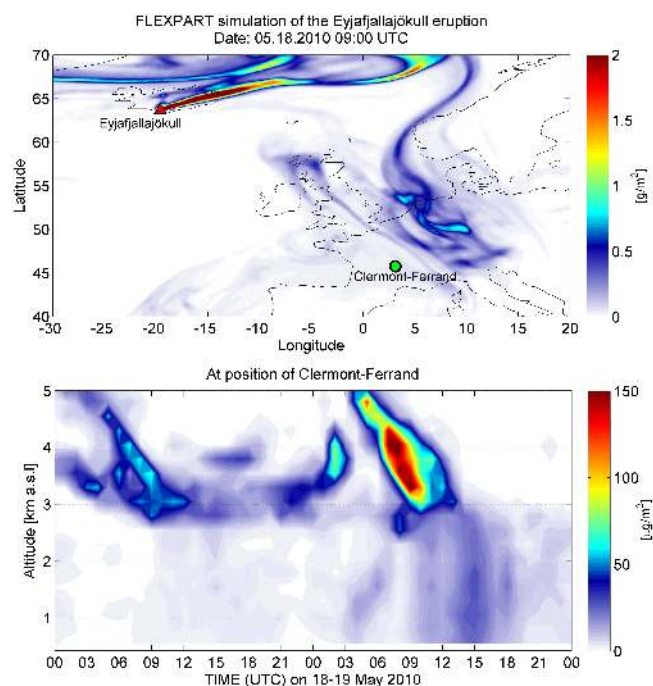 FLEXPART simulation of the Eyjafjallajökull eruption
Date: 05.18.2010 09:00 UTC
70
65
60
55
50
45
40
Latitude
Eyjafjallajökull
Clermont-Ferrand
-30 -25 -20 -15 -10 -5 0 5 10 15 20
Longitude
2
1.5
1
0.5
0
[g/m²]
At position of Clermont-Ferrand
5
4
3
2
1
Altitude [km a.s.l]
00 03 06 09 12 15 18 21 00 03 06 09 12 15 18 21 00
TIME (UTC) on 18-19 May 2010
150
100
50
0
g/m³]